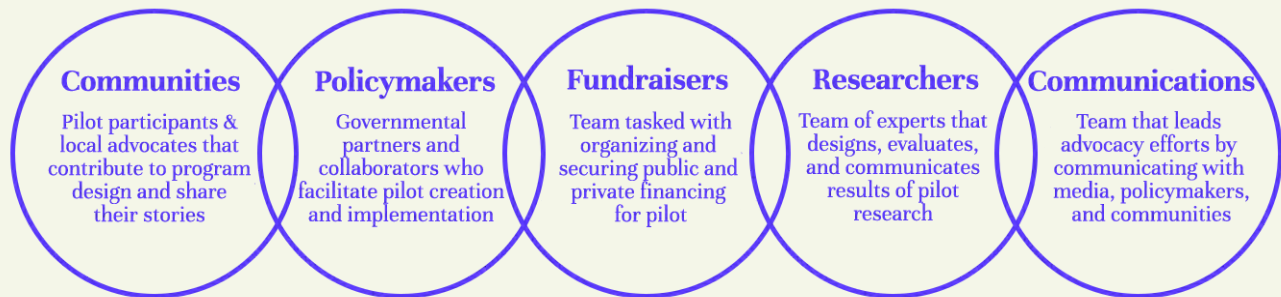 Communities
Pilot participants &
local advocates that
contribute to program
design and share
their stories
Policymakers
Governmental
partners and
collaborators who
facilitate pilot creation
and implementation
Fundraisers
Team tasked with
organizing and
securing public and
private financing
for pilot
Researchers
Team of experts that
designs, evaluates,
and communicates
results of pilot
research
Communications
Team that leads
advocacy efforts by
communicating with
media, policymakers,
and communities